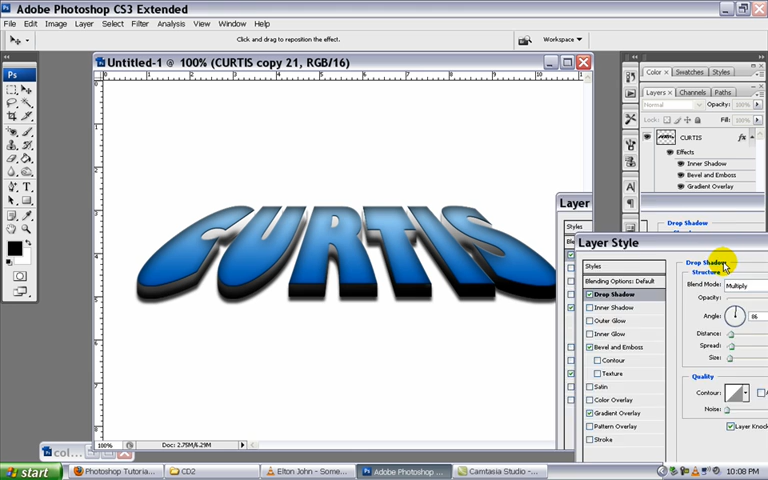 Adobe Photoshop CS3 Extended
File Edit Image Layer Select Filter Analysis View Window Help
Click and drag to reposition the effect.
Workspace
Untitled-1 @ 100% (CURTIS copy 21, RGB/16)
Color Swatches Styles
Layers Channels Paths
Normal Opacity: 100%
Lock: Fill: 100%
CURTIS fx
Effects
Inner Shadow
Bevel and Emboss
Gradient Overlay
Ps
CURTIS
Layer
Styles
Drop Shadow
Layer Style
Styles
Blending Options: Default
Drop Shadow
Inner Shadow
Outer Glow
Inner Glow
Bevel and Emboss
Contour
Texture
Satin
Color Overlay
Gradient Overlay
Pattern Overlay
Stroke
Drop Shadow
Structure
Blend Mode: Multiply
Opacity:
Angle: 86
Distance:
Spread:
Size:
Quality
Contour:
Noise:
Layer Knock
100% Doc: 2.75M/6.29M
col...
start Photoshop Tutoria... CD2 Elton John - Some... Adobe Photoshop ... Camtasia Studio - ... 10:08 PM